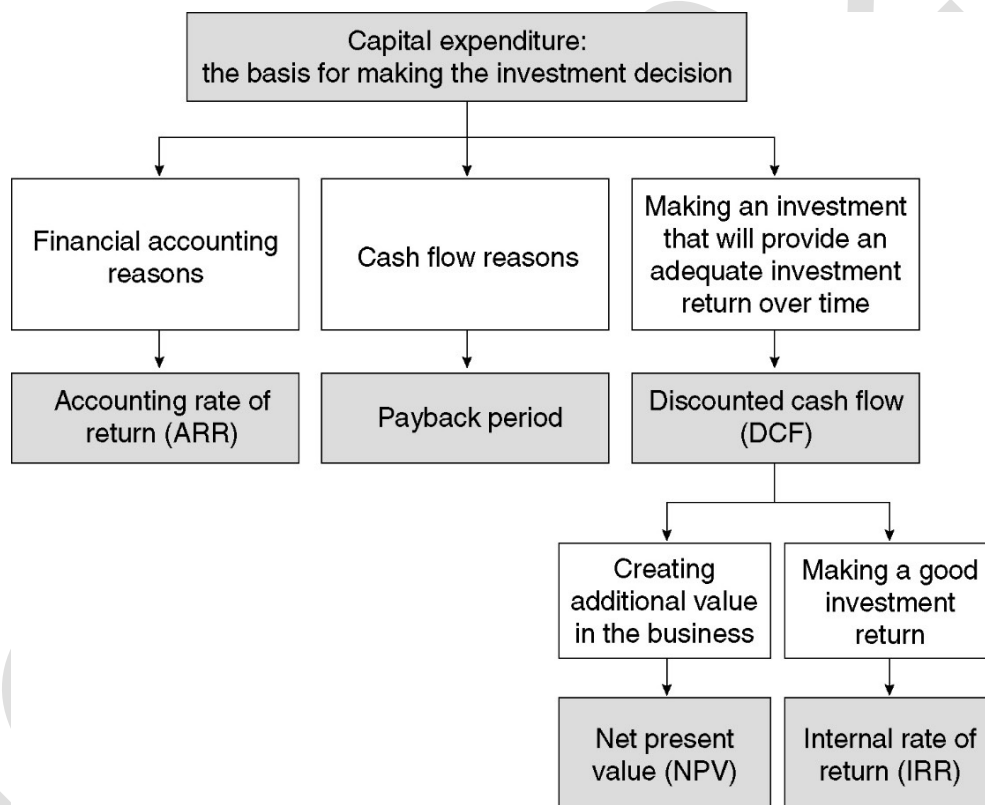 Capital expenditure:
the basis for making the investment decision
Financial accounting
reasons
Cash flow reasons
Making an investment
that will provide an
adequate investment
return over time
Accounting rate of
return (ARR)
Payback period
Discounted cash flow
(DCF)
Creating
additional value
in the business
Making a good
investment
return
Net present
value (NPV)
Internal rate of
return (IRR)